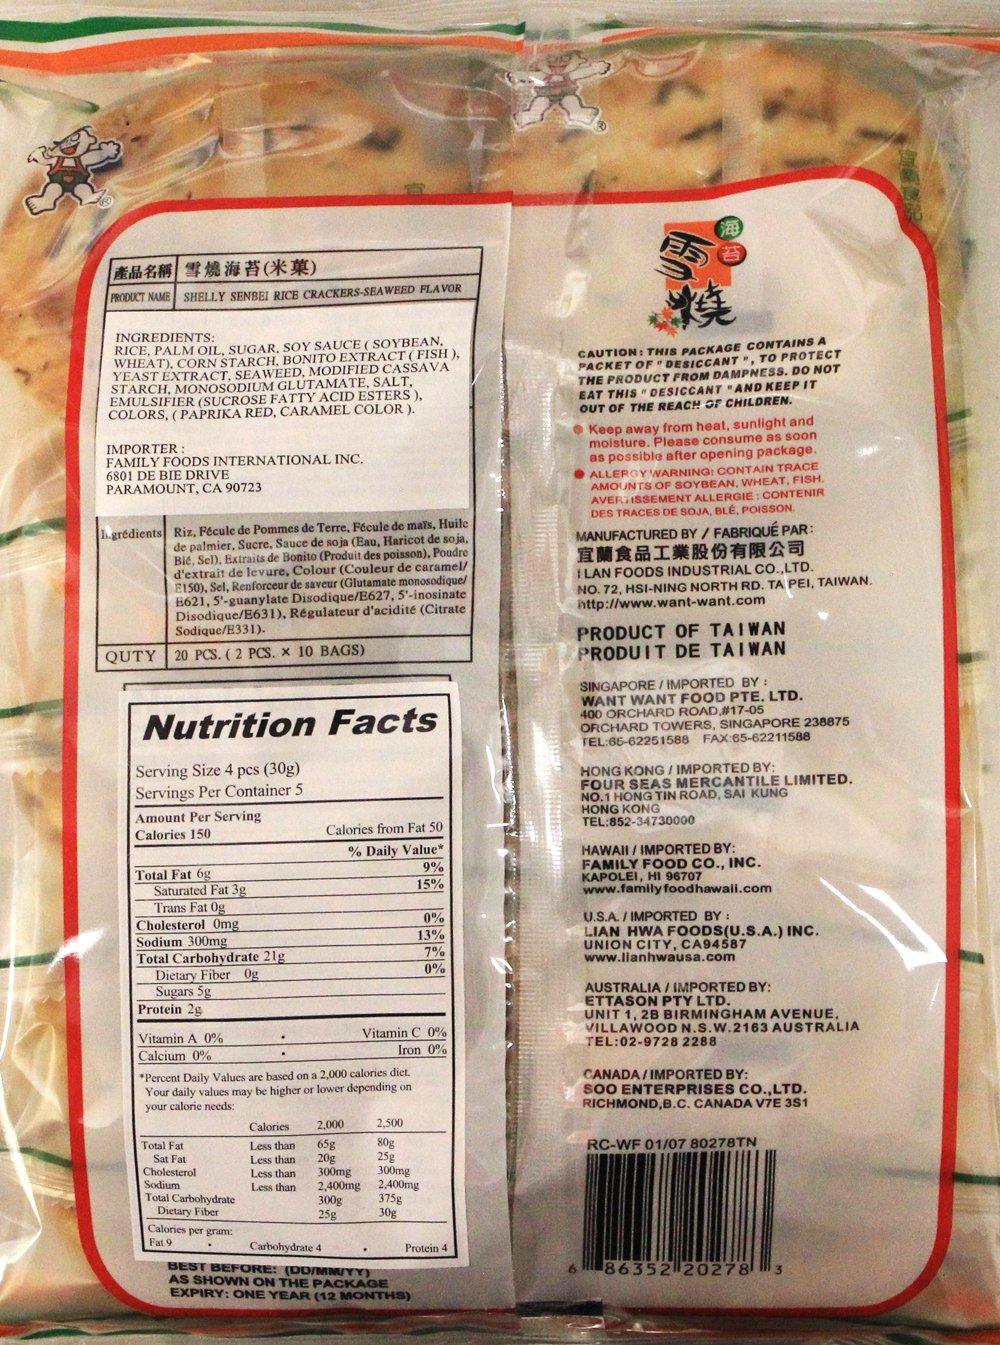 產品名稱 雪燒海苔(米菓)
PRODUCT NAME SHELLY SENBEI RICE CRACKERS-SEAWEED FLAVOR
INGREDIENTS:
RICE, PALM OIL, SUGAR, SOY SAUCE ( SOYBEAN,
WHEAT), CORN STARCH, BONITO EXTRACT ( FISH ),
YEAST EXTRACT, SEAWEED, MODIFIED CASSAVA
STARCH, MONOSODIUM GLUTAMATE, SALT,
EMULSIFIER (SUCROSE FATTY ACID ESTERS ),
COLORS, ( PAPRIKA RED, CARAMEL COLOR ).
IMPORTER :
FAMILY FOODS INTERNATIONAL INC.
6801 DE BIE DRIVE
PARAMOUNT, CA 90723
Ingrédients Riz, Fécule de Pommes de Terre, Fécule de maïs, Huile
de palmier, Sucre, Sauce de soja (Eau, Haricot de soja,
Blé, Sel), Extraits de Bonito (Produit des poisson), Poudre
d'extrait de levure, Colour (Couleur de caramel/
E150), Sel, Renforceur de saveur (Glutamate monosodique/
E621, 5'-guanylate Disodique/E627, 5'-inosinate
Disodique/E631), Régulateur d'acidité (Citrate
Sodique/E331).
QUTY 20 PCS. ( 2 PCS. × 10 BAGS)
Nutrition Facts
Serving Size 4 pcs (30g)
Servings Per Container 5
Amount Per Serving
Calories 150 Calories from Fat 50
% Daily Value*
Total Fat 6g 9%
Saturated Fat 3g 15%
Trans Fat 0g
Cholesterol 0mg 0%
Sodium 300mg 13%
Total Carbohydrate 21g 7%
Dietary Fiber 0g 0%
Sugars 5g
Protein 2g
Vitamin A 0% • Vitamin C 0%
Calcium 0% • Iron 0%
*Percent Daily Values are based on a 2,000 calories diet.
Your daily values may be higher or lower depending on
your calorie needs:
Calories 2,000 2,500
Total Fat Less than 65g 80g
Sat Fat Less than 20g 25g
Cholesterol Less than 300mg 300mg
Sodium Less than 2,400mg 2,400mg
Total Carbohydrate 300g 375g
Dietary Fiber 25g 30g
Calories per gram:
Fat 9 • Carbohydrate 4 • Protein 4
BEST BEFORE: (DD/MM/YY)
AS SHOWN ON THE PACKAGE
EXPIRY: ONE YEAR (12 MONTHS)
海苔
雪燒
CAUTION: THIS PACKAGE CONTAINS A
PACKET OF " DESICCANT ", TO PROTECT
THE PRODUCT FROM DAMPNESS. DO NOT
EAT THIS " DESICCANT " AND KEEP IT
OUT OF THE REACH OF CHILDREN.
Keep away from heat, sunlight and
moisture. Please consume as soon
as possible after opening package.
ALLERGY WARNING: CONTAIN TRACE
AMOUNTS OF SOYBEAN, WHEAT, FISH.
AVERTISSEMENT ALLERGIE : CONTENIR
DES TRACES DE SOJA, BLÉ, POISSON.
MANUFACTURED BY / FABRIQUÉ PAR:
宜蘭食品工業股份有限公司
I LAN FOODS INDUSTRIAL CO.,LTD.
NO. 72, HSI-NING NORTH RD. TAIPEI, TAIWAN.
http://www.want-want.com
PRODUCT OF TAIWAN
PRODUIT DE TAIWAN
SINGAPORE / IMPORTED BY :
WANT WANT FOOD PTE. LTD.
400 ORCHARD ROAD,#17-05
ORCHARD TOWERS, SINGAPORE 238875
TEL:65-62251588 FAX:65-62211588
HONG KONG / IMPORTED BY:
FOUR SEAS MERCANTILE LIMITED.
NO.1 HONG TIN ROAD, SAI KUNG
HONG KONG
TEL:852-34730000
HAWAII / IMPORTED BY:
FAMILY FOOD CO., INC.
KAPOLEI, HI 96707
www.familyfoodhawaii.com
U.S.A. / IMPORTED BY :
LIAN HWA FOODS(U.S.A.) INC.
UNION CITY, CA94587
www.lianhwausa.com
AUSTRALIA / IMPORTED BY:
ETTASON PTY LTD.
UNIT 1, 2B BIRMINGHAM AVENUE,
VILLAWOOD N.S.W.2163 AUSTRALIA
TEL:02-9728 2288
CANADA / IMPORTED BY:
SOO ENTERPRISES CO.,LTD.
RICHMOND,B.C. CANADA V7E 3S1
RC-WF 01/07 80278TN
6 86352 20278 3